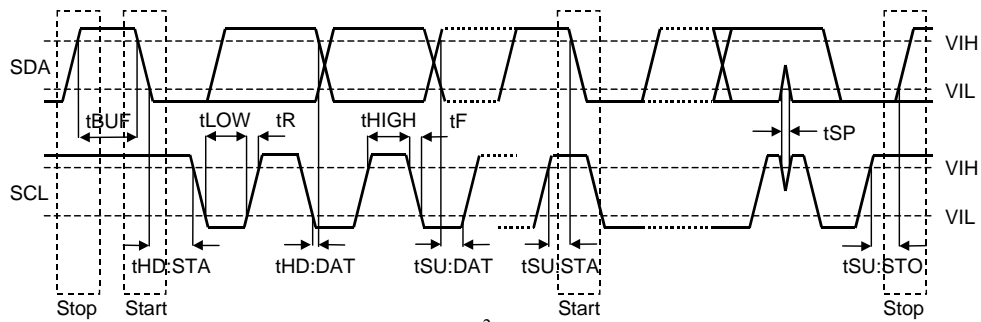 VIH
SDA
VIL
tBUF tLOW tR tHIGH tF
tSP
VIH
SCL
VIL
tHD:STA tHD:DAT tSU:DAT tSU:STA tSU:STO
Stop Start Start Stop